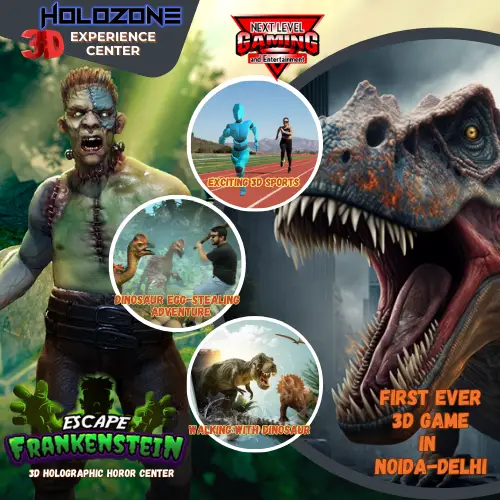 HOLOZONE
3D EXPERIENCE
CENTER
NEXT LEVEL
GAMING
and Entertainment
EXCITING 3D SPORTS
DINOSAUR EGG-STEALING
ADVENTURE
WALKING WITH DINOSAUR
ESCAPE
FRANKENSTEIN
3D HOLOGRAPHIC HOROR CENTER
FIRST EVER
3D GAME
IN
NOIDA-DELHI